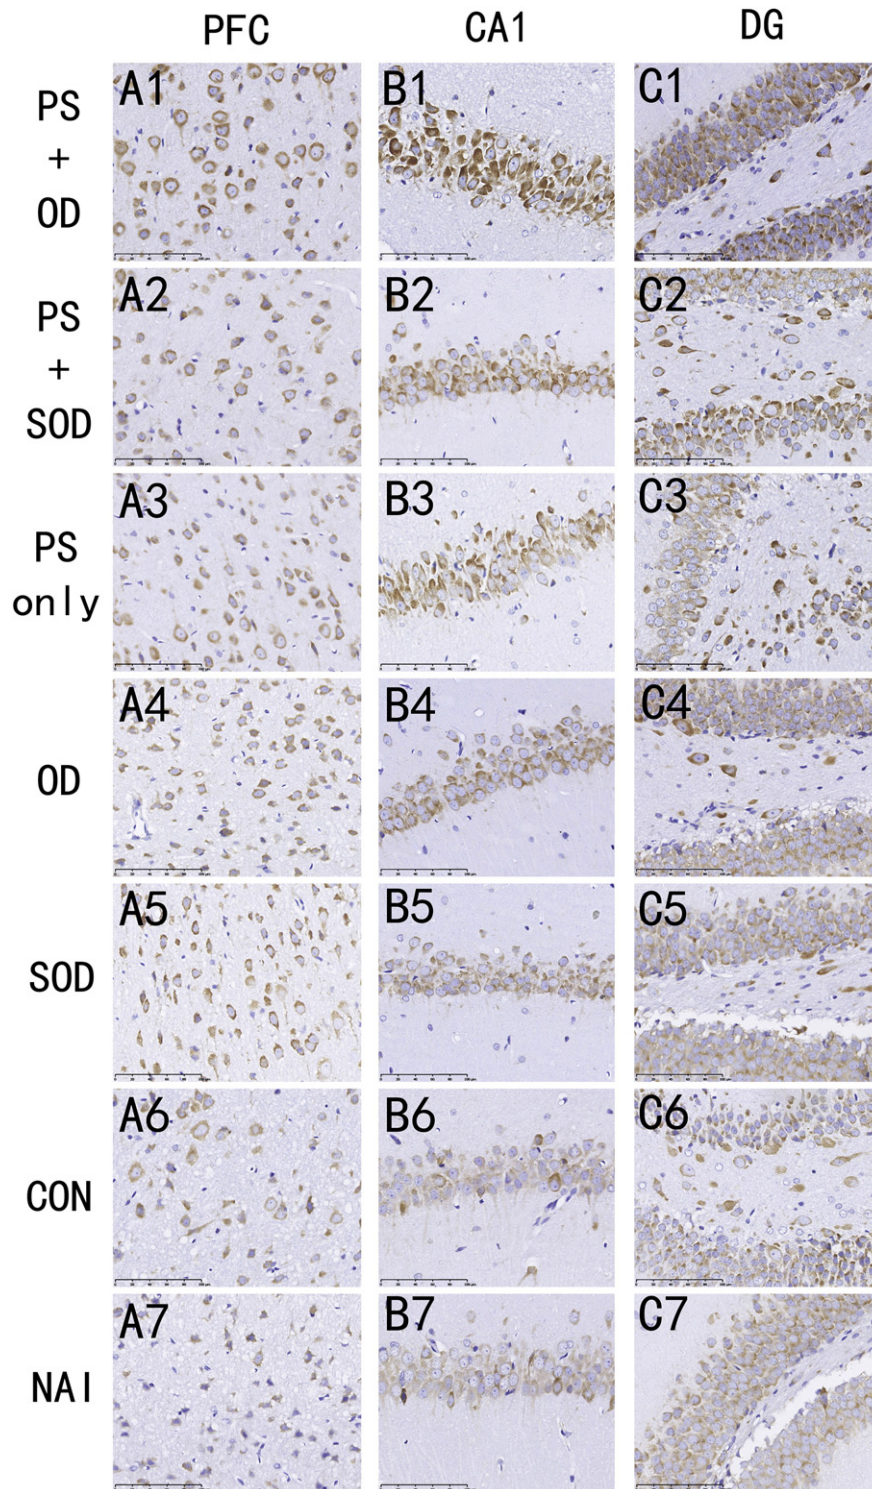 PFC CA1 DG
PS
+
OD
A1 B1 C1
PS
+
SOD
A2 B2 C2
PS
only
A3 B3 C3
OD
A4 B4 C4
SOD
A5 B5 C5
CON
A6 B6 C6
NAI
A7 B7 C7